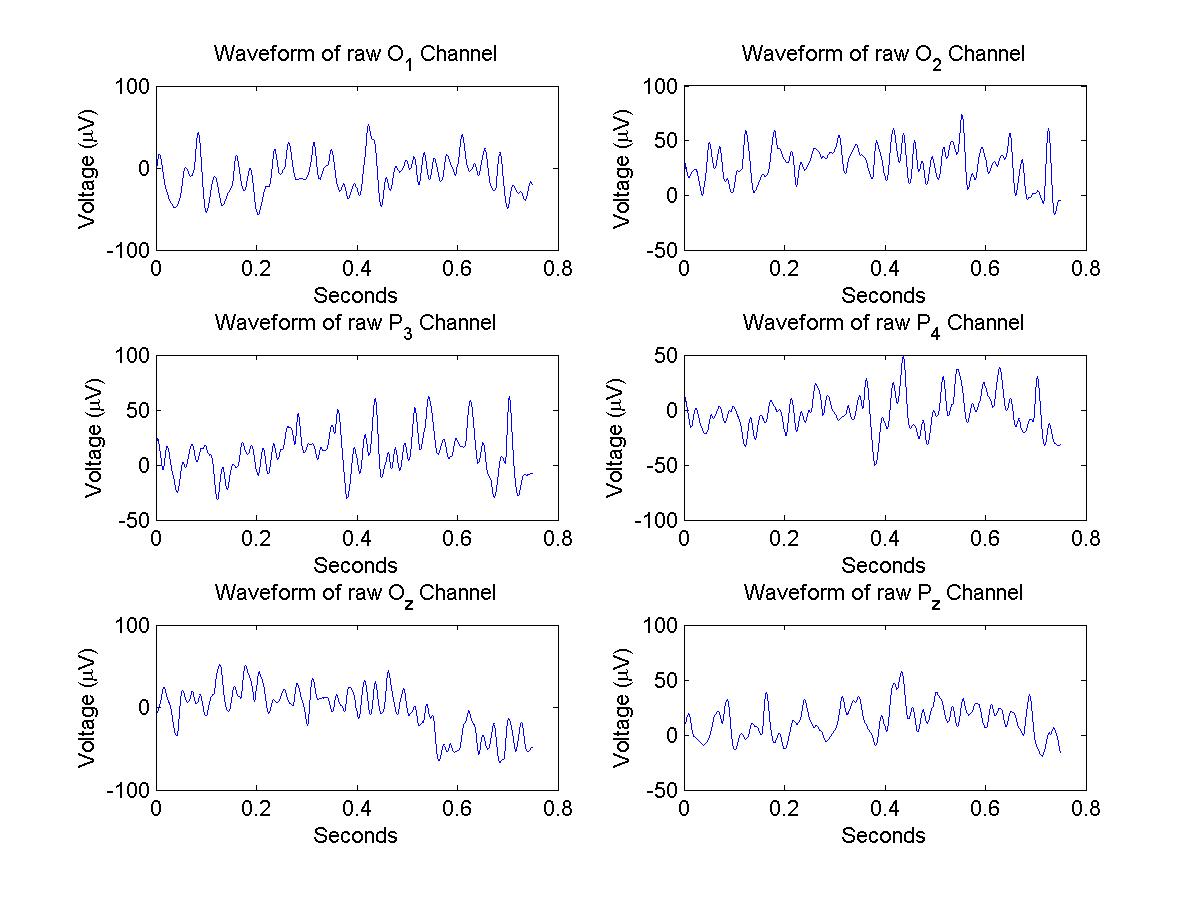 Waveform of raw O1 Channel
Waveform of raw O2 Channel
100
0
-100
Voltage (μV)
0 0.2 0.4 0.6 0.8
Seconds
100
50
0
-50
Voltage (μV)
0 0.2 0.4 0.6 0.8
Seconds
Waveform of raw P3 Channel
Waveform of raw P4 Channel
100
50
0
-50
Voltage (μV)
0 0.2 0.4 0.6 0.8
Seconds
50
0
-50
-100
Voltage (μV)
0 0.2 0.4 0.6 0.8
Seconds
Waveform of raw Oz Channel
Waveform of raw Pz Channel
100
0
-100
Voltage (μV)
0 0.2 0.4 0.6 0.8
Seconds
100
50
0
-50
Voltage (μV)
0 0.2 0.4 0.6 0.8
Seconds